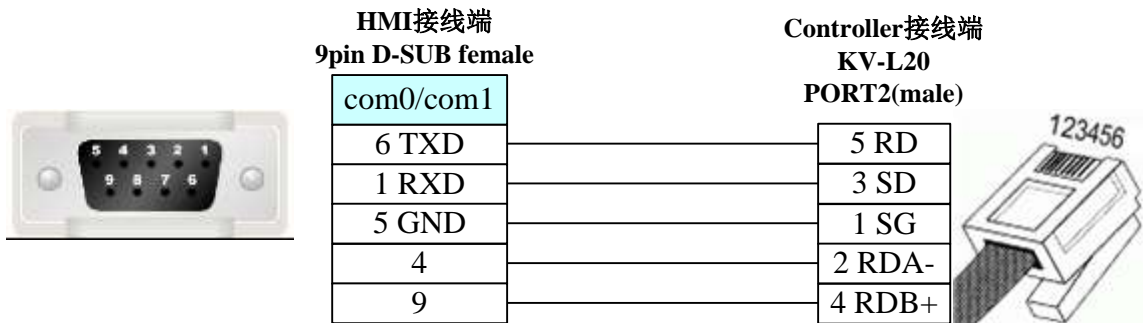 HMI接线端
9pin D-SUB female
com0/com1
6 TXD
1 RXD
5 GND
4
9
Controller接线端
KV-L20
PORT2(male)
5 RD
3 SD
1 SG
2 RDA-
4 RDB+
5 4 3 2 1
9 8 7 6
123456